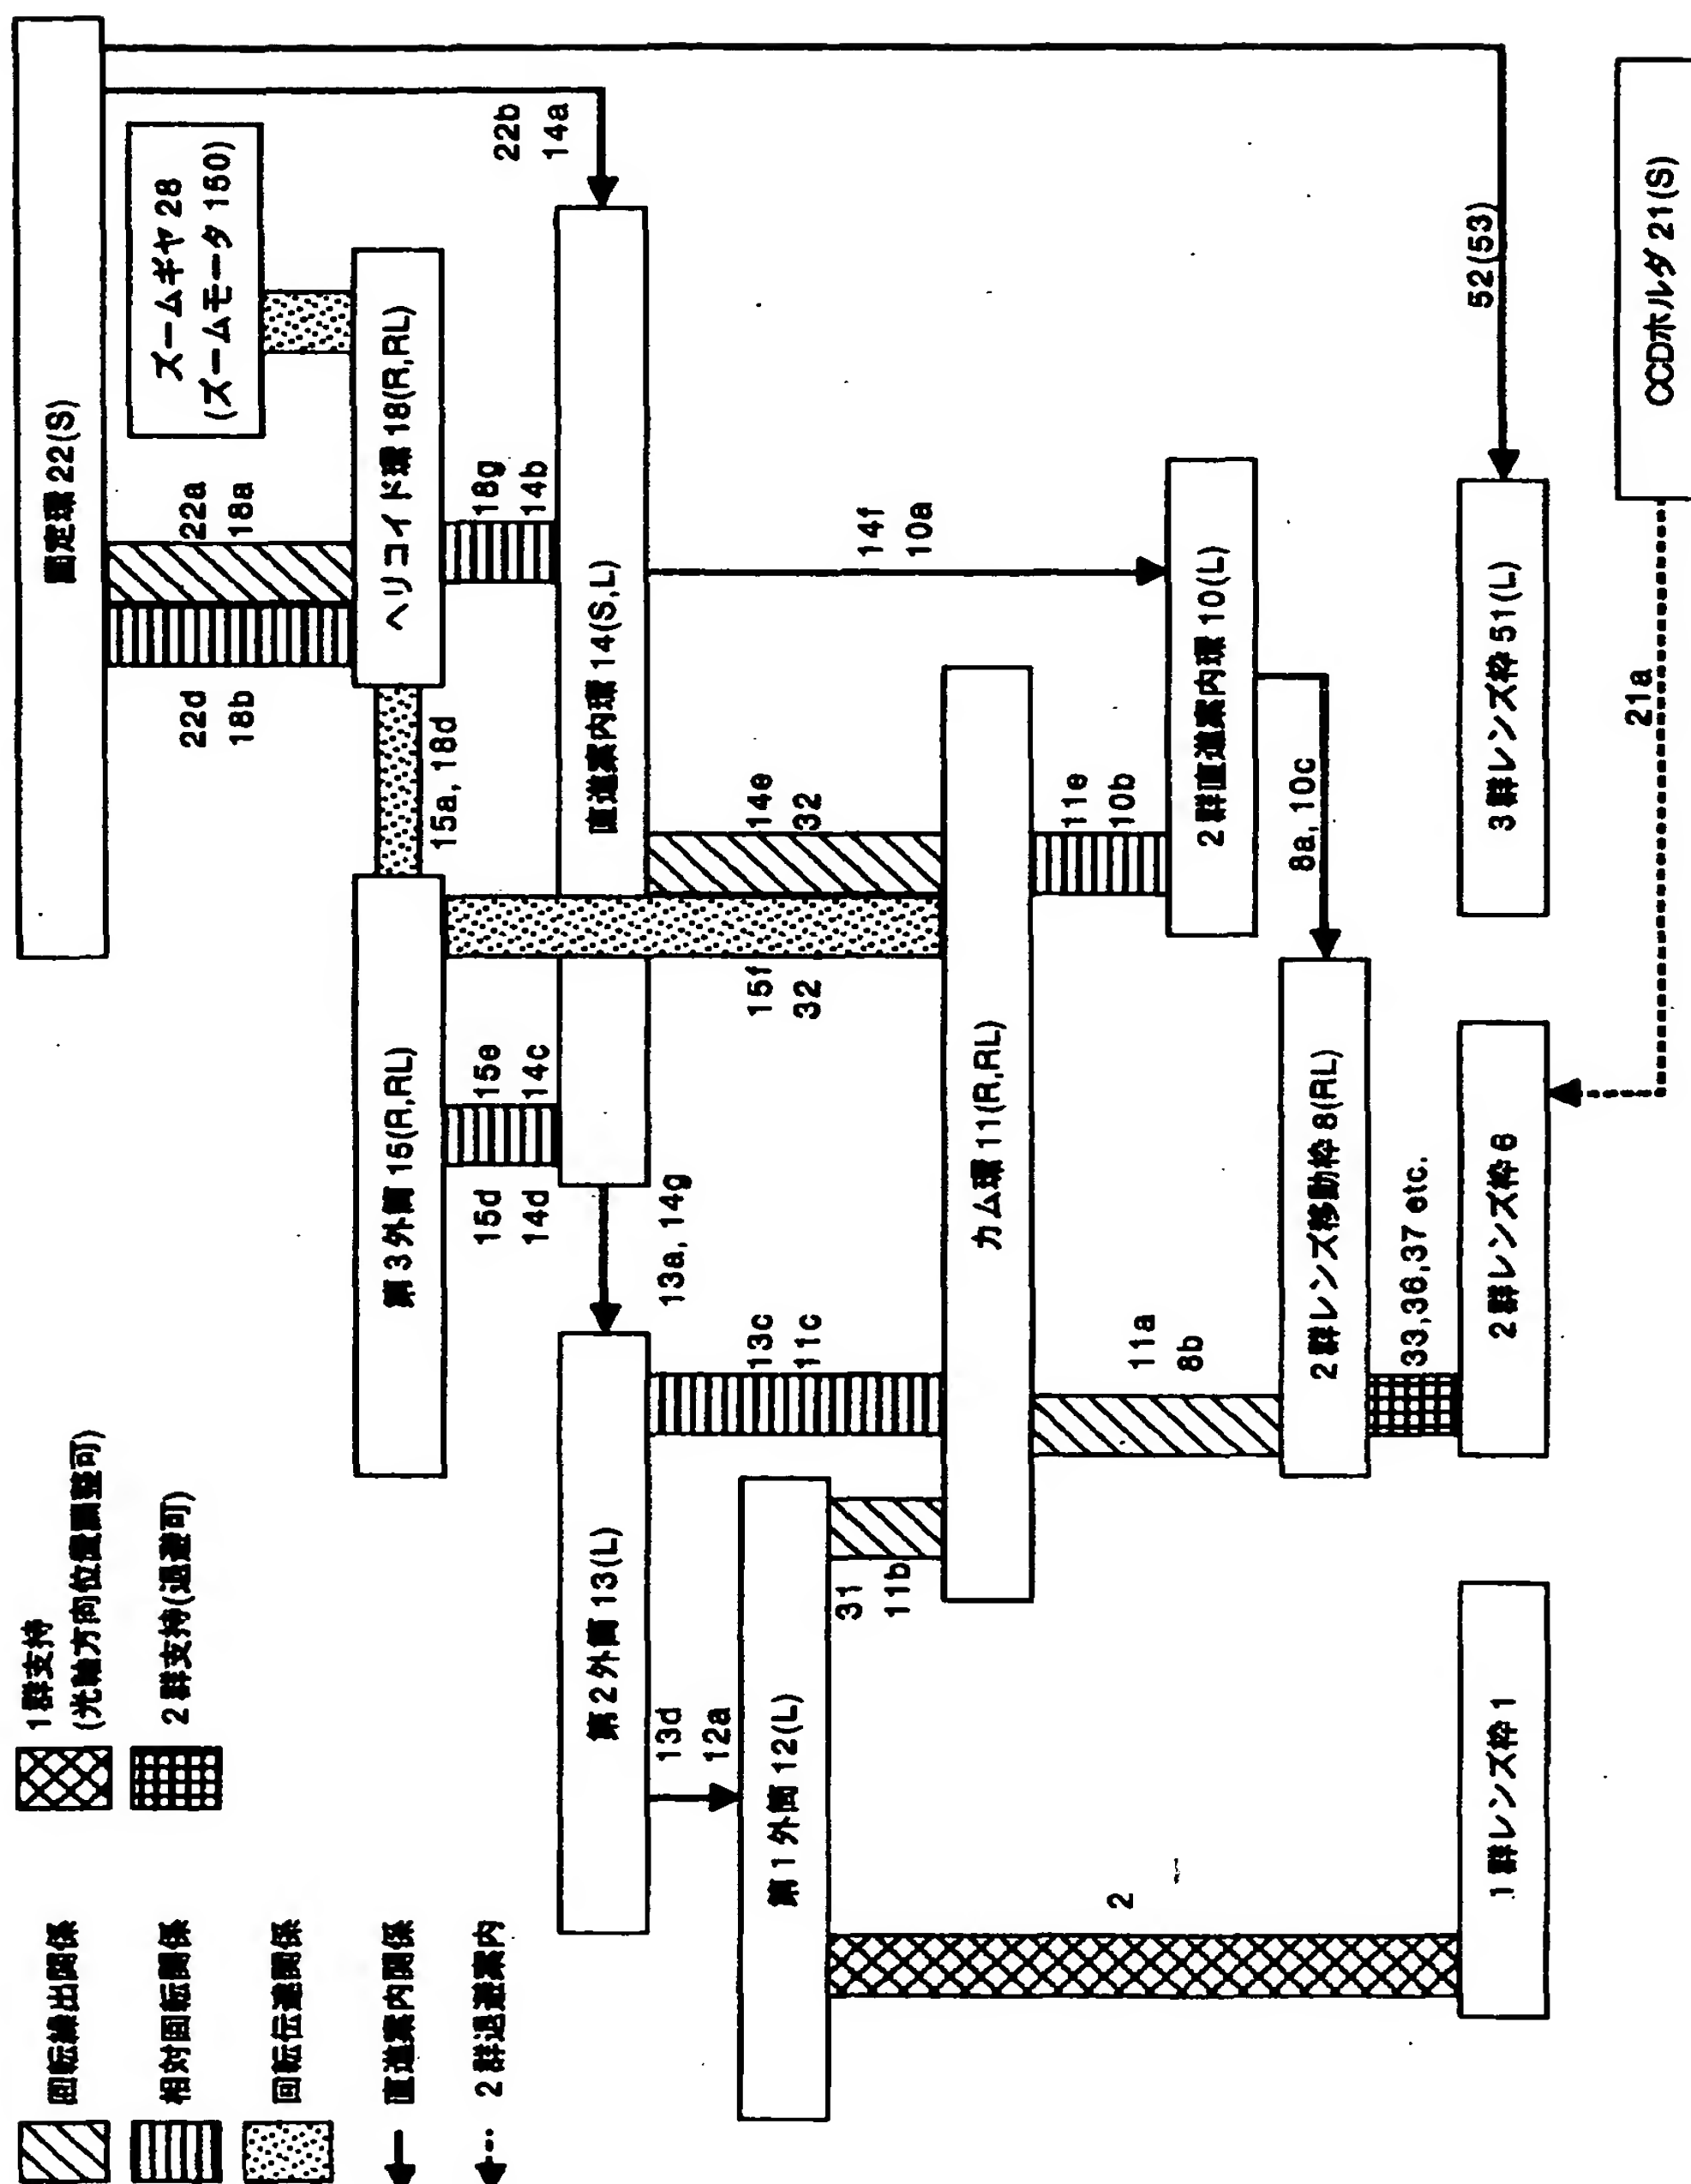 回転繰出関係
相対回転関係
回転伝達関係
直進案内関係
2群退避案内
1群支持
(光軸方向位置調整可)
2群支持(退避可)
固定環 22(S)
ズームギヤ 28
(ズームモータ 160)
22a
18a
22d
18b
22b
14a
ヘリコイド環 18(R,RL)
15a, 18d
18g
14b
第3外筒 15(R,RL)
15e
14c
15d
14d
直進案内環 14(S,L)
13a, 14g
第2外筒 13(L)
13d
12a
第1外筒 12(L)
31
11b
13c
11c
15f
32
14e
32
14f
10a
カム環 11(R,RL)
11e
10b
2群直進案内環 10(L)
8a, 10c
11a
8b
2群レンズ移動枠 8(RL)
33,36,37 etc.
2
1群レンズ枠 1
2群レンズ枠 6
3群レンズ枠 51(L)
52(53)
21a
CCDホルダ 21(S)